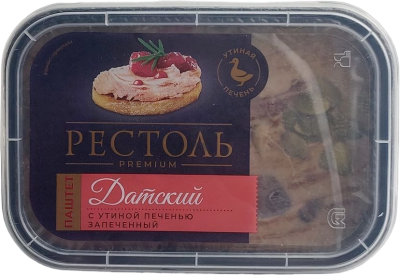 УТИНАЯ
ПЕЧЕНЬ
РЕСТОЛЬ
PREMIUM
ПАШТЕТ
Датский
С УТИНОЙ ПЕЧЕНЬЮ
ЗАПЕЧЕННЫЙ